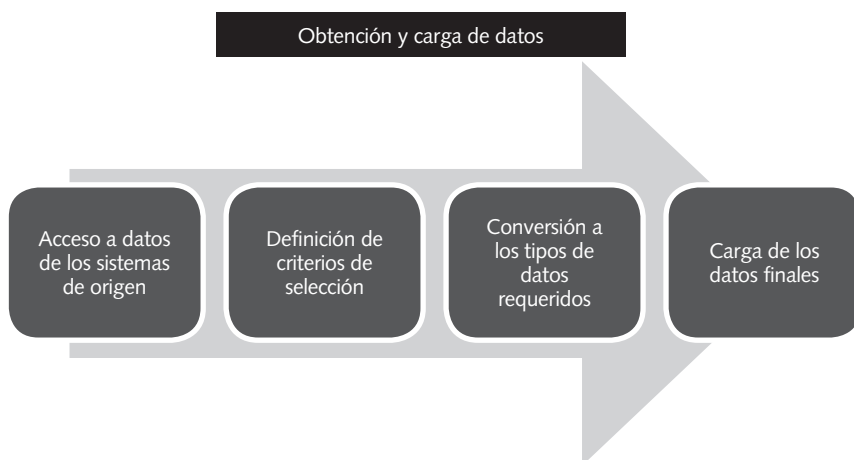 Obtención y carga de datos
Acceso a datos
de los sistemas
de origen
Definición de
criterios de
selección
Conversión a
los tipos de
datos
requeridos
Carga de los
datos finales